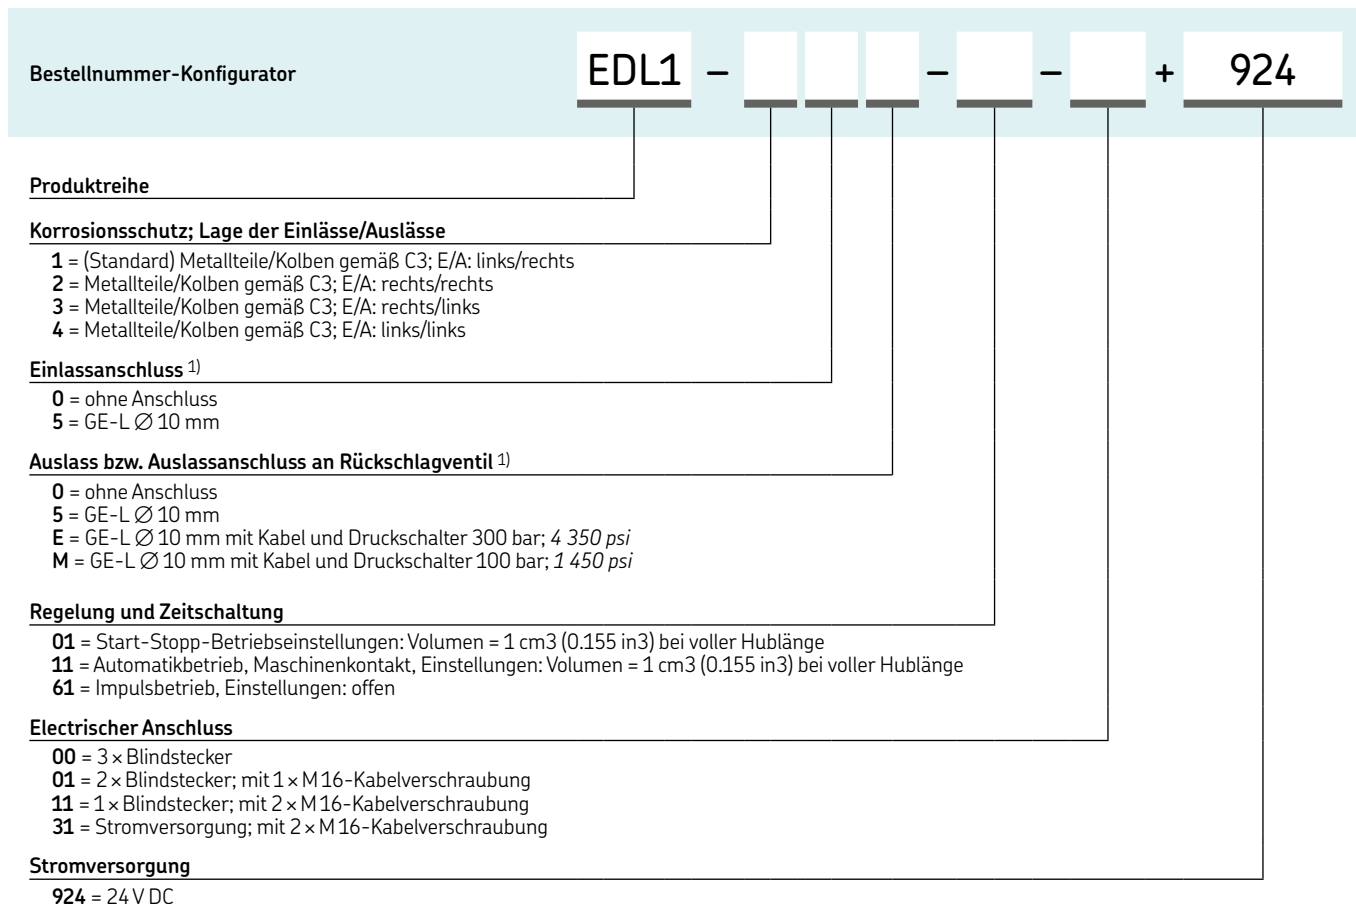 Bestellnummer-Konfigurator EDL1 – – – + 924
Produktreihe
Korrosionsschutz; Lage der Einlässe/Auslässe
1 = (Standard) Metallteile/Kolben gemäß C3; E/A: links/rechts
2 = Metallteile/Kolben gemäß C3; E/A: rechts/rechts
3 = Metallteile/Kolben gemäß C3; E/A: rechts/links
4 = Metallteile/Kolben gemäß C3; E/A: links/links
Einlassanschluss 1)
0 = ohne Anschluss
5 = GE-L ∅ 10 mm
Auslass bzw. Auslassanschluss an Rückschlagventil 1)
0 = ohne Anschluss
5 = GE-L ∅ 10 mm
E = GE-L ∅ 10 mm mit Kabel und Druckschalter 300 bar; 4 350 psi
M = GE-L ∅ 10 mm mit Kabel und Druckschalter 100 bar; 1 450 psi
Regelung und Zeitschaltung
01 = Start-Stopp-Betriebseinstellungen: Volumen = 1 cm3 (0.155 in3) bei voller Hublänge
11 = Automatikbetrieb, Maschinenkontakt, Einstellungen: Volumen = 1 cm3 (0.155 in3) bei voller Hublänge
61 = Impulsbetrieb, Einstellungen: offen
Electrischer Anschluss
00 = 3 × Blindstecker
01 = 2 × Blindstecker; mit 1 × M 16-Kabelverschraubung
11 = 1 × Blindstecker; mit 2 × M 16-Kabelverschraubung
31 = Stromversorgung; mit 2 × M 16-Kabelverschraubung
Stromversorgung
924 = 24 V DC